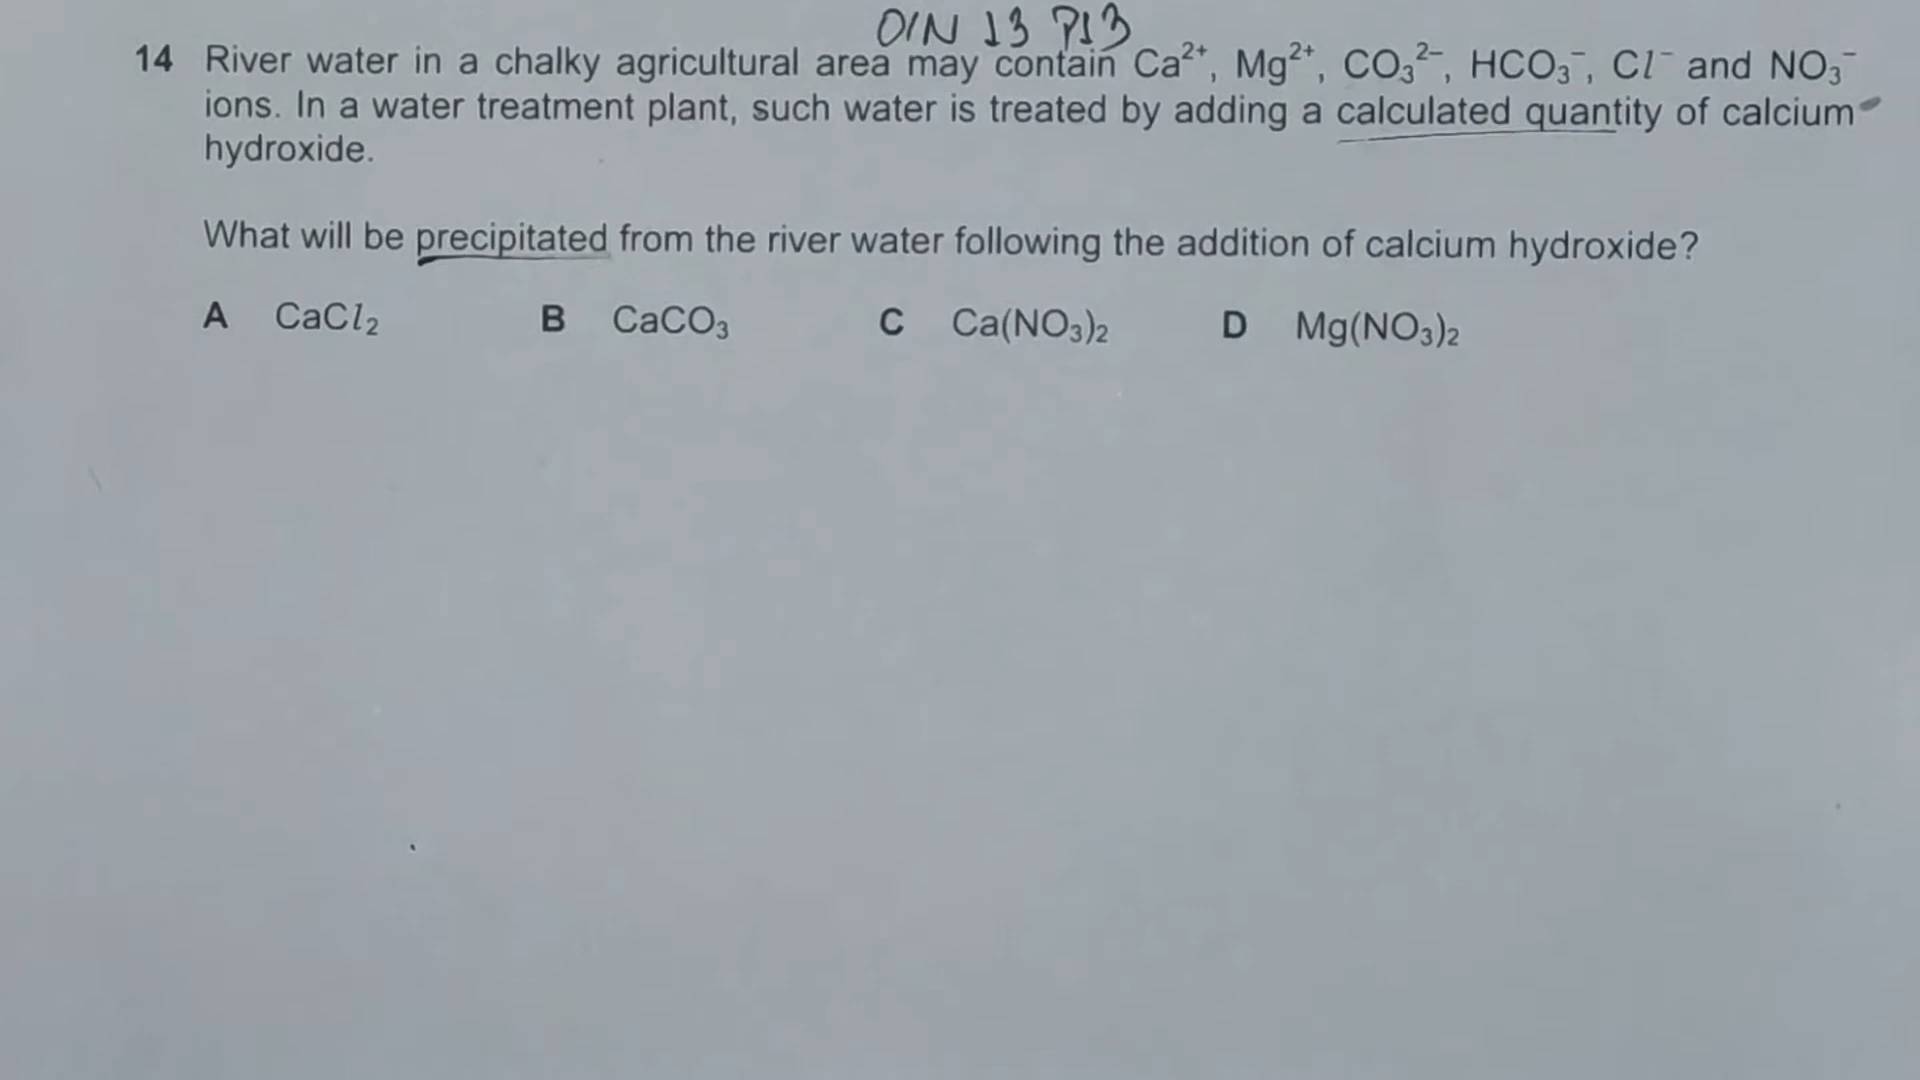 O/N 13 P13
14 River water in a chalky agricultural area may contain Ca²⁺, Mg²⁺, CO₃²⁻, HCO₃⁻, Cl⁻ and NO₃⁻
ions. In a water treatment plant, such water is treated by adding a calculated quantity of calcium
hydroxide.
What will be precipitated from the river water following the addition of calcium hydroxide?
A CaCl₂ B CaCO₃ C Ca(NO₃)₂ D Mg(NO₃)₂